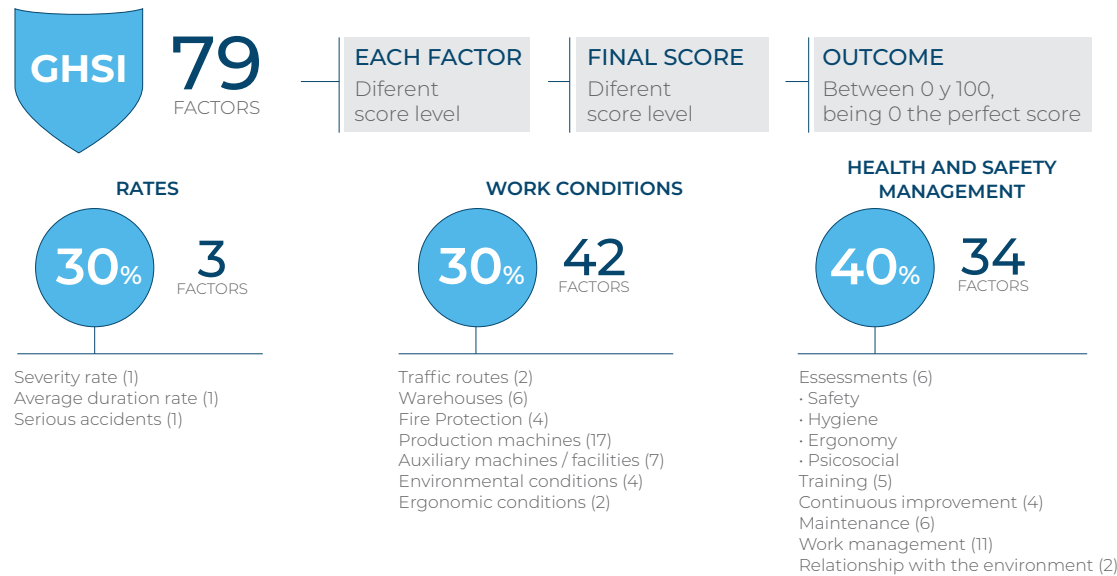 GHSI
79
FACTORS
EACH FACTOR
Diferent
score level
FINAL SCORE
Diferent
score level
OUTCOME
Between 0 y 100,
being 0 the perfect score
RATES
30%
3
FACTORS
Severity rate (1)
Average duration rate (1)
Serious accidents (1)
WORK CONDITIONS
30%
42
FACTORS
Traffic routes (2)
Warehouses (6)
Fire Protection (4)
Production machines (17)
Auxiliary machines / facilities (7)
Environmental conditions (4)
Ergonomic conditions (2)
HEALTH AND SAFETY
MANAGEMENT
40%
34
FACTORS
Essessments (6)
· Safety
· Hygiene
· Ergonomy
· Psicosocial
Training (5)
Continuous improvement (4)
Maintenance (6)
Work management (11)
Relationship with the environment (2)